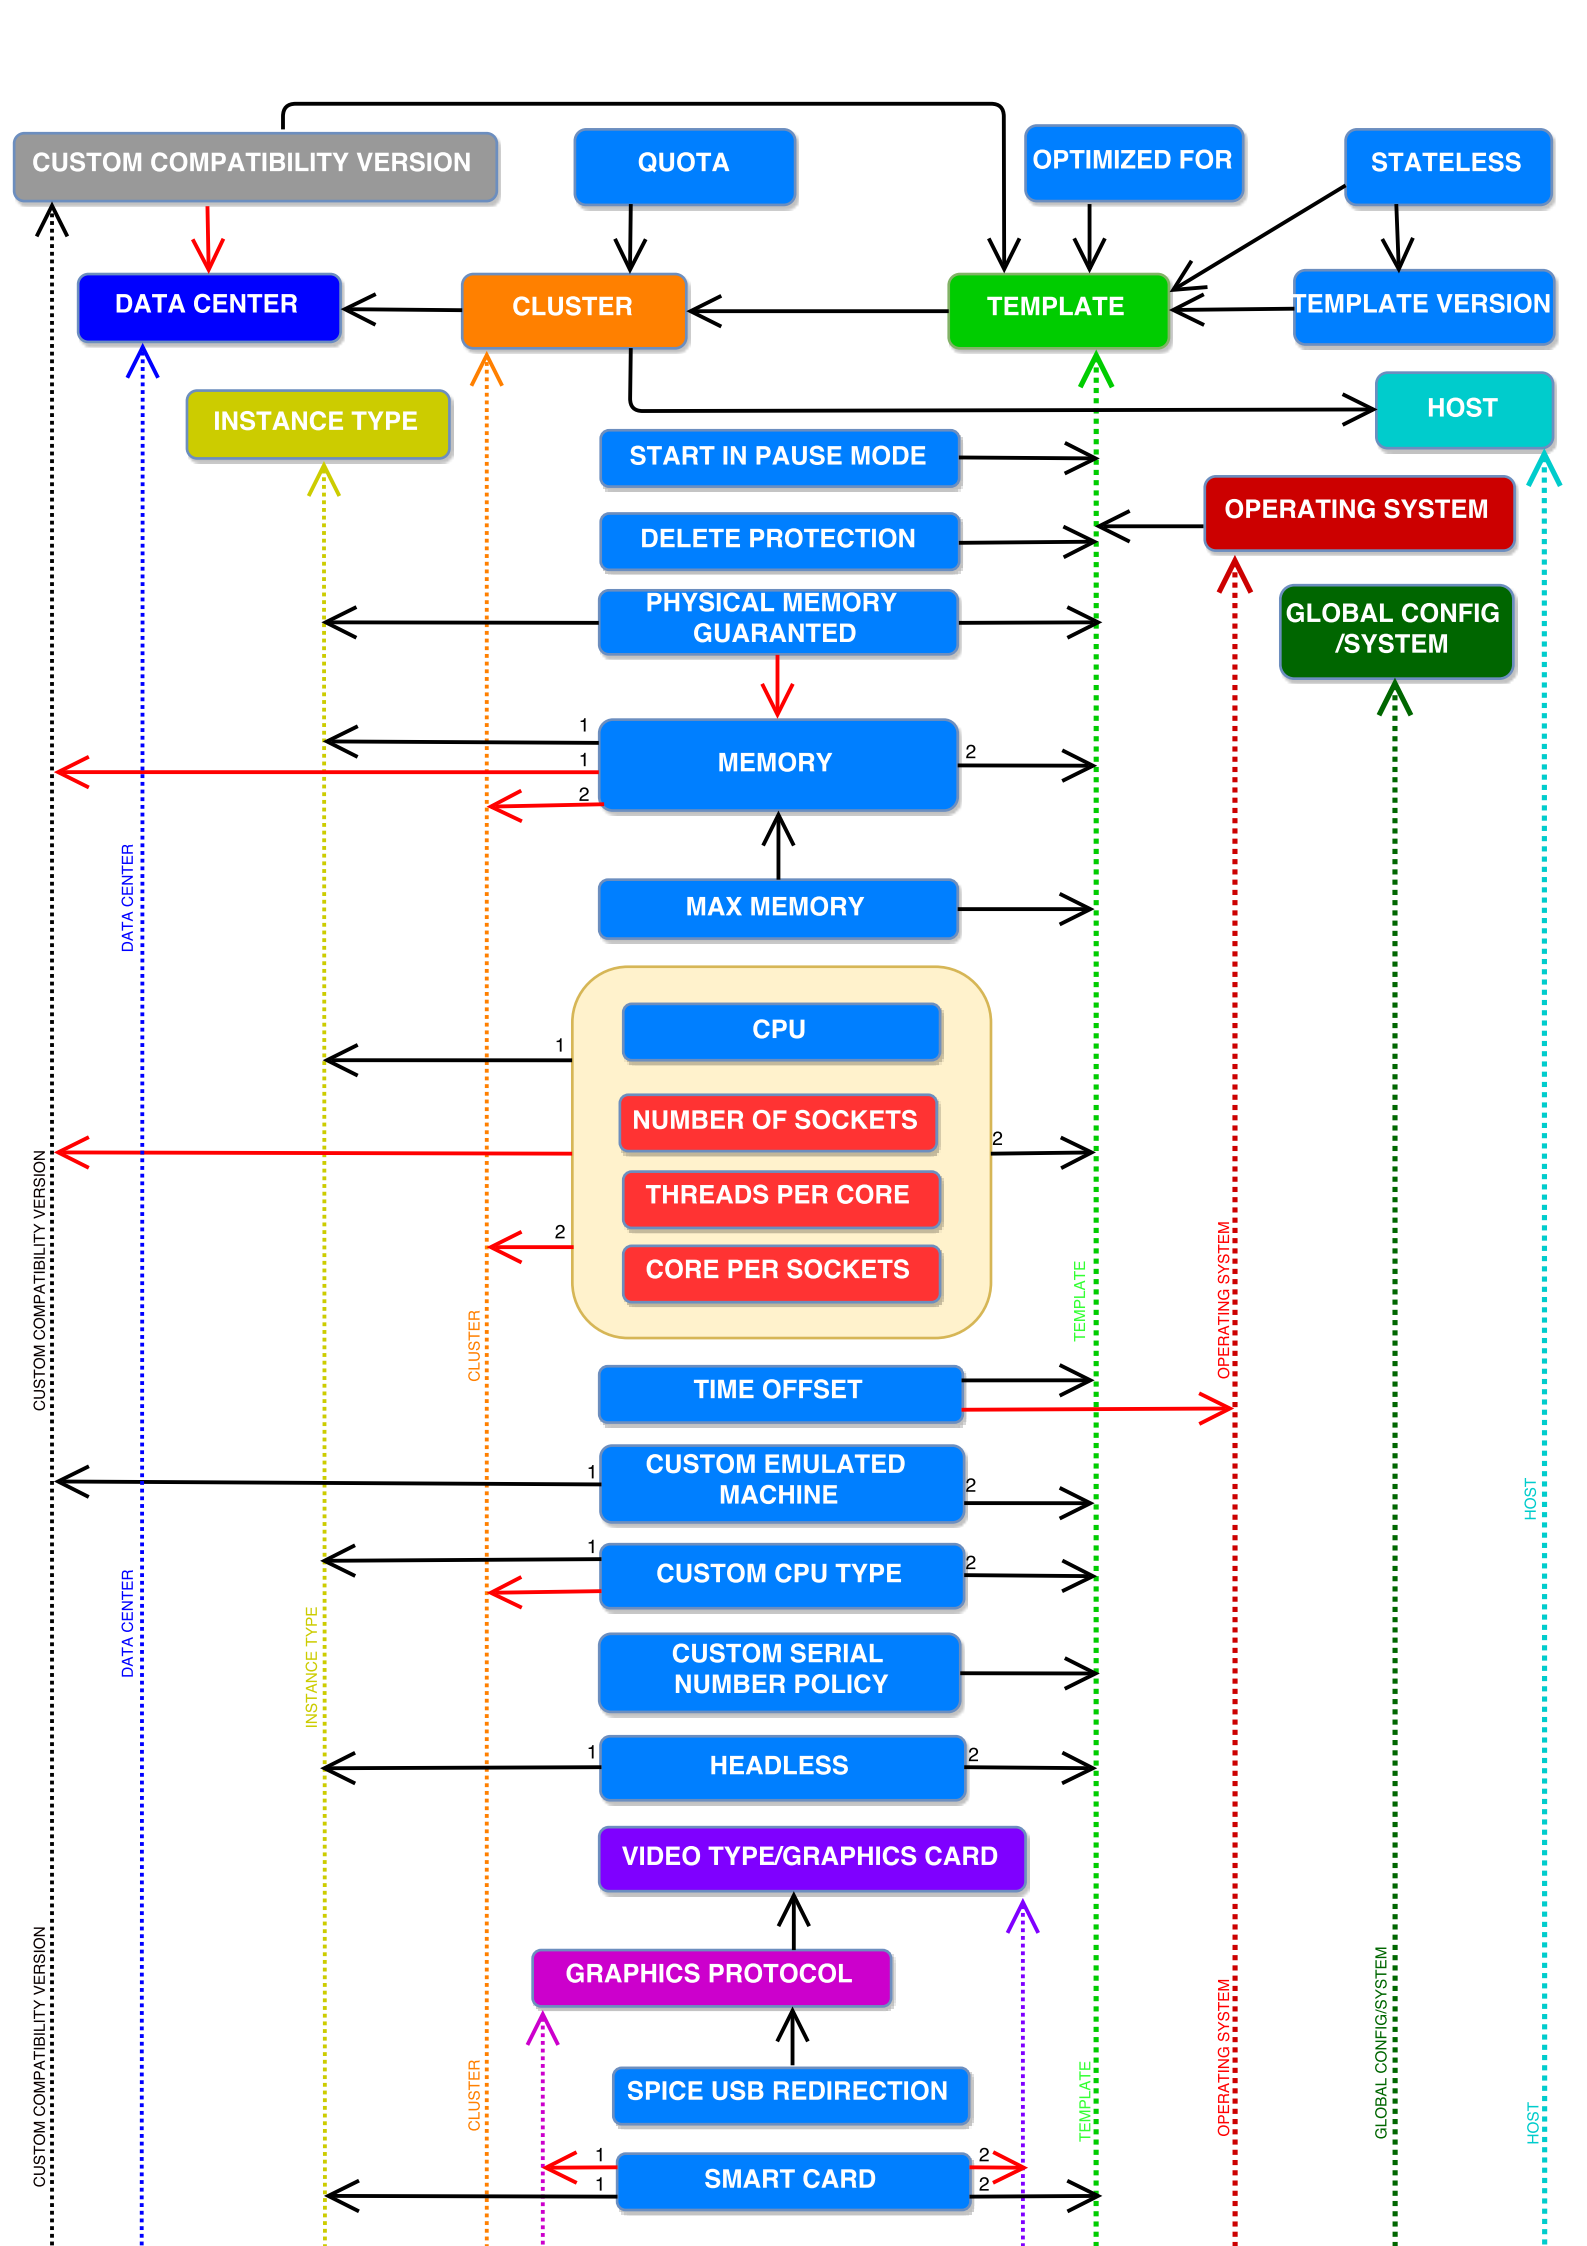 CUSTOM COMPATIBILITY VERSION
QUOTA
OPTIMIZED FOR
STATELESS
DATA CENTER
CLUSTER
TEMPLATE
TEMPLATE VERSION
INSTANCE TYPE
HOST
START IN PAUSE MODE
OPERATING SYSTEM
DELETE PROTECTION
PHYSICAL MEMORY
GUARANTED
GLOBAL CONFIG
/SYSTEM
1
MEMORY
2
1
2
DATA CENTER
MAX MEMORY
CPU
1
NUMBER OF SOCKETS
2
THREADS PER CORE
2
CORE PER SOCKETS
CUSTOM COMPATIBILITY VERSION
CLUSTER
TEMPLATE
OPERATING SYSTEM
TIME OFFSET
1
CUSTOM EMULATED
MACHINE
2
HOST
1
CUSTOM CPU TYPE
2
DATA CENTER
INSTANCE TYPE
CUSTOM SERIAL
NUMBER POLICY
1
HEADLESS
2
VIDEO TYPE/GRAPHICS CARD
GRAPHICS PROTOCOL
CUSTOM COMPATIBILITY VERSION
CLUSTER
TEMPLATE
OPERATING SYSTEM
GLOBAL CONFIG/SYSTEM
HOST
SPICE USB REDIRECTION
1
2
SMART CARD
1
2